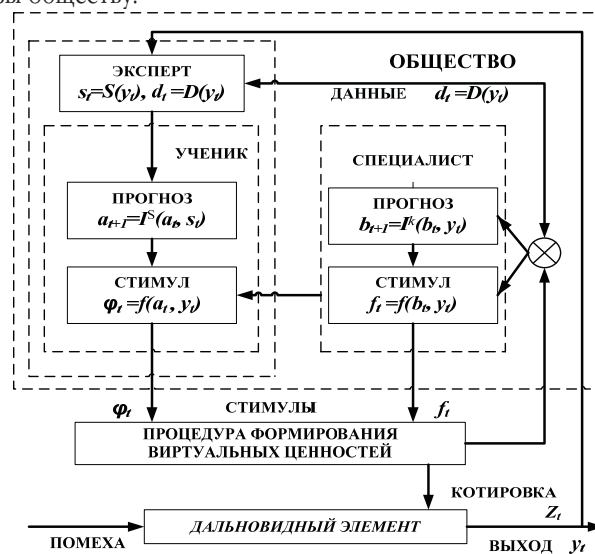 ы обществу.
ЭКСПЕРТ
s_t=S(y_t), d_t =D(y_t)
ОБЩЕСТВО
ДАННЫЕ d_t =D(y_t)
УЧЕНИК
СПЕЦИАЛИСТ
ПРОГНОЗ
a_{t+1}=I^S(a_t, s_t)
ПРОГНОЗ
b_{t+1}=I^k(b_t, y_t)
СТИМУЛ
φ_t =f(a_t , y_t)
СТИМУЛ
f_t =f(b_t, y_t)
φ_t СТИМУЛЫ f_t
ПРОЦЕДУРА ФОРМИРОВАНИЯ
ВИРТУАЛЬНЫХ ЦЕННОСТЕЙ
КОТИРОВКА
Z_t
ДАЛЬНОВИДНЫЙ ЭЛЕМЕНТ
ПОМЕХА
ВЫХОД y_t